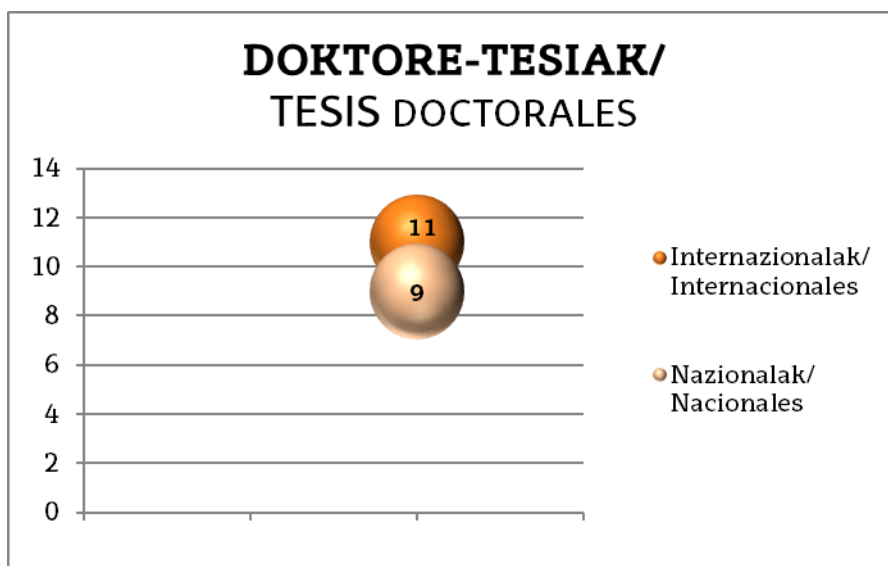 DOKTORE-TESIAK/
TESIS DOCTORALES
14
12
10
8
6
4
2
0
11
9
Internazionalak/
Internacionales
Nazionalak/
Nacionales